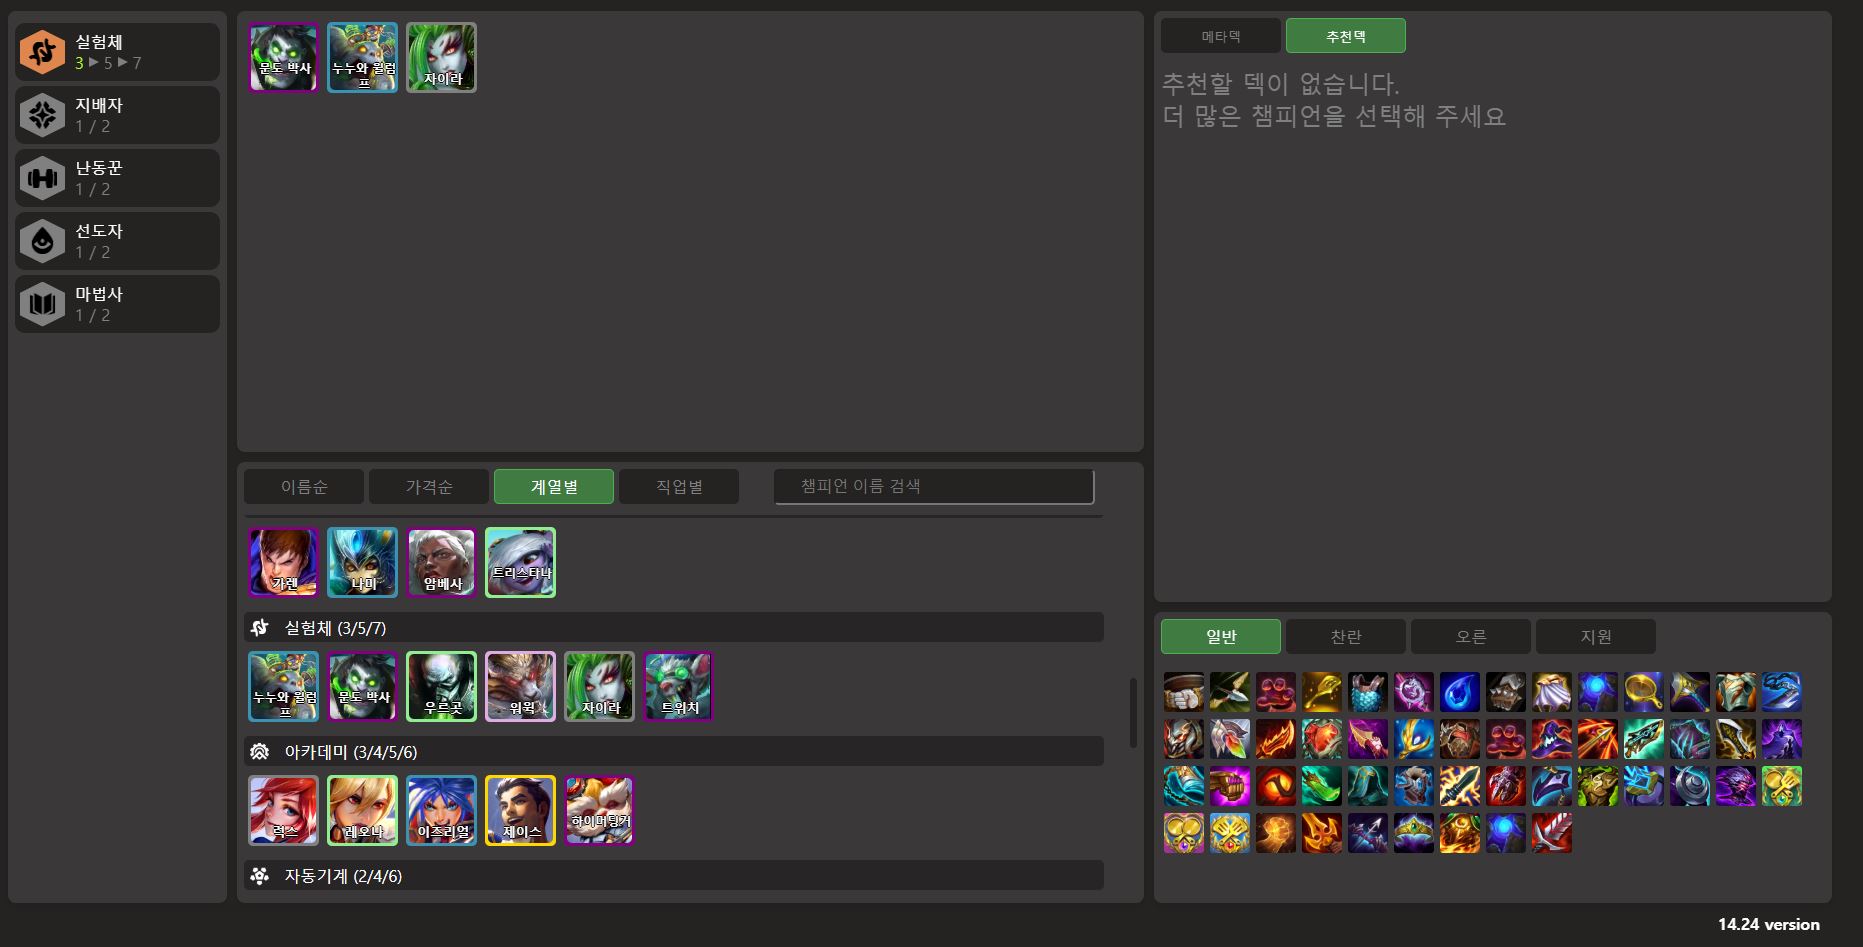 실험체
3 ▶ 5 ▶ 7
지배자
1 / 2
난동꾼
1 / 2
선도자
1 / 2
마법사
1 / 2
문도 박사
누누와 윌럼프
자이라
이름순
가격순
계열별
직업별
챔피언 이름 검색
가렌
나미
암베사
트리스타나
실험체 (3/5/7)
누누와 윌럼프
문도 박사
우르곳
워윅
자이라
트위치
아카데미 (3/4/5/6)
럭스
레오나
이즈리얼
제이스
하이머딩거
자동기계 (2/4/6)
메타덱
추천덱
추천할 덱이 없습니다.
더 많은 챔피언을 선택해 주세요
일반
찬란
오른
지원
14.24 version